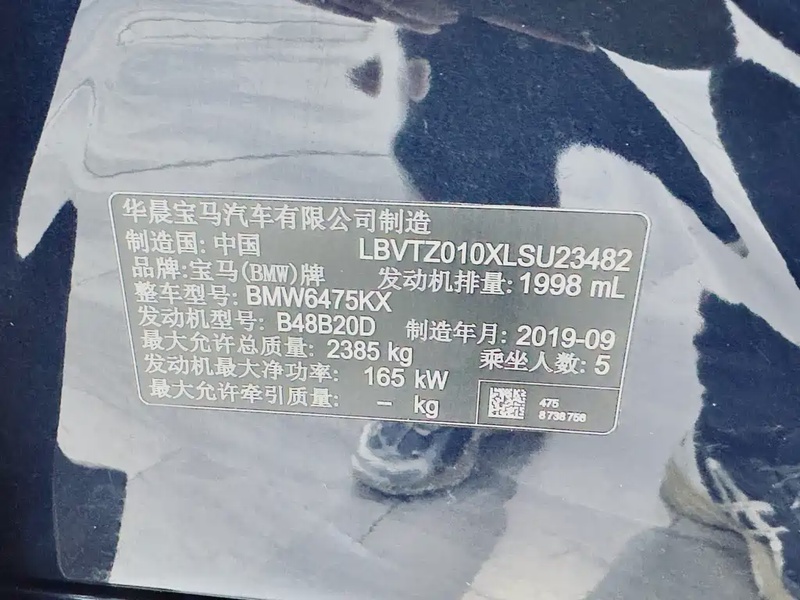 华晨宝马汽车有限公司制造
制造国: 中国 LBVTZ010XLSU23482
品牌:宝马(BMW)牌 发动机排量: 1998 mL
整车型号: BMW6475KX
发动机型号: B48B20D 制造年月: 2019-09
最大允许总质量: 2385 kg 乘坐人数: 5
发动机最大净功率: 165 kW
最大允许牵引质量: – kg
475
8738756